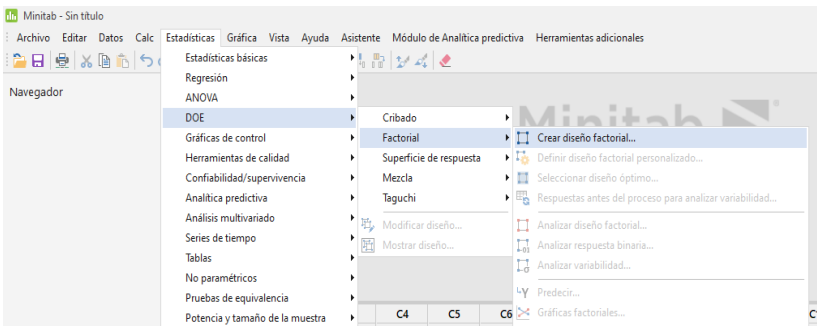 Minitab - Sin título
Archivo Editar Datos Calc Estadísticas Gráfica Vista Ayuda Asistente Módulo de Analítica predictiva Herramientas adicionales
Navegador
Estadísticas básicas
Regresión
ANOVA
DOE
Gráficas de control
Herramientas de calidad
Confiabilidad/supervivencia
Analítica predictiva
Análisis multivariado
Series de tiempo
Tablas
No paramétricos
Pruebas de equivalencia
Potencia y tamaño de la muestra
Cribado
Factorial
Superficie de respuesta
Mezcla
Taguchi
Modificar diseño...
Mostrar diseño...
Minitab
Crear diseño factorial...
Definir diseño factorial personalizado...
Seleccionar diseño óptimo...
Respuestas antes del proceso para analizar variabilidad...
Analizar diseño factorial...
Analizar respuesta binaria...
Analizar variabilidad...
Predecir...
Gráficas factoriales...
C4 C5 C6